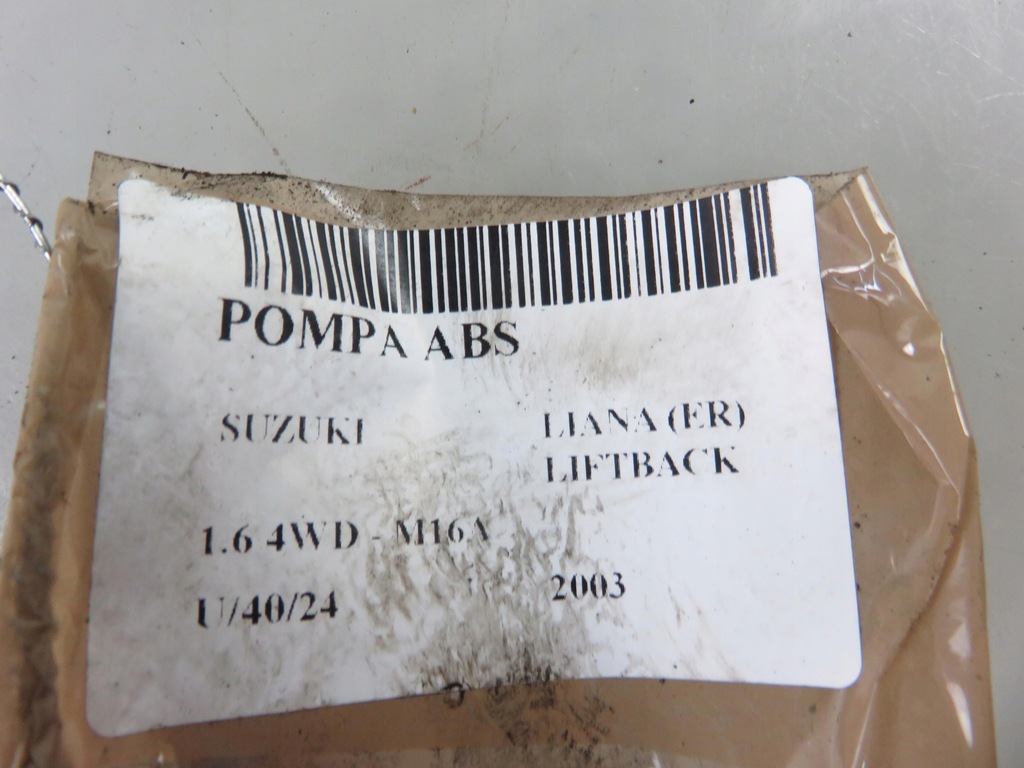 POMPA ABS
SUZUKI LIANA (ER)
LIFTBACK
1.6 4WD - M16A
U/40/24 2003